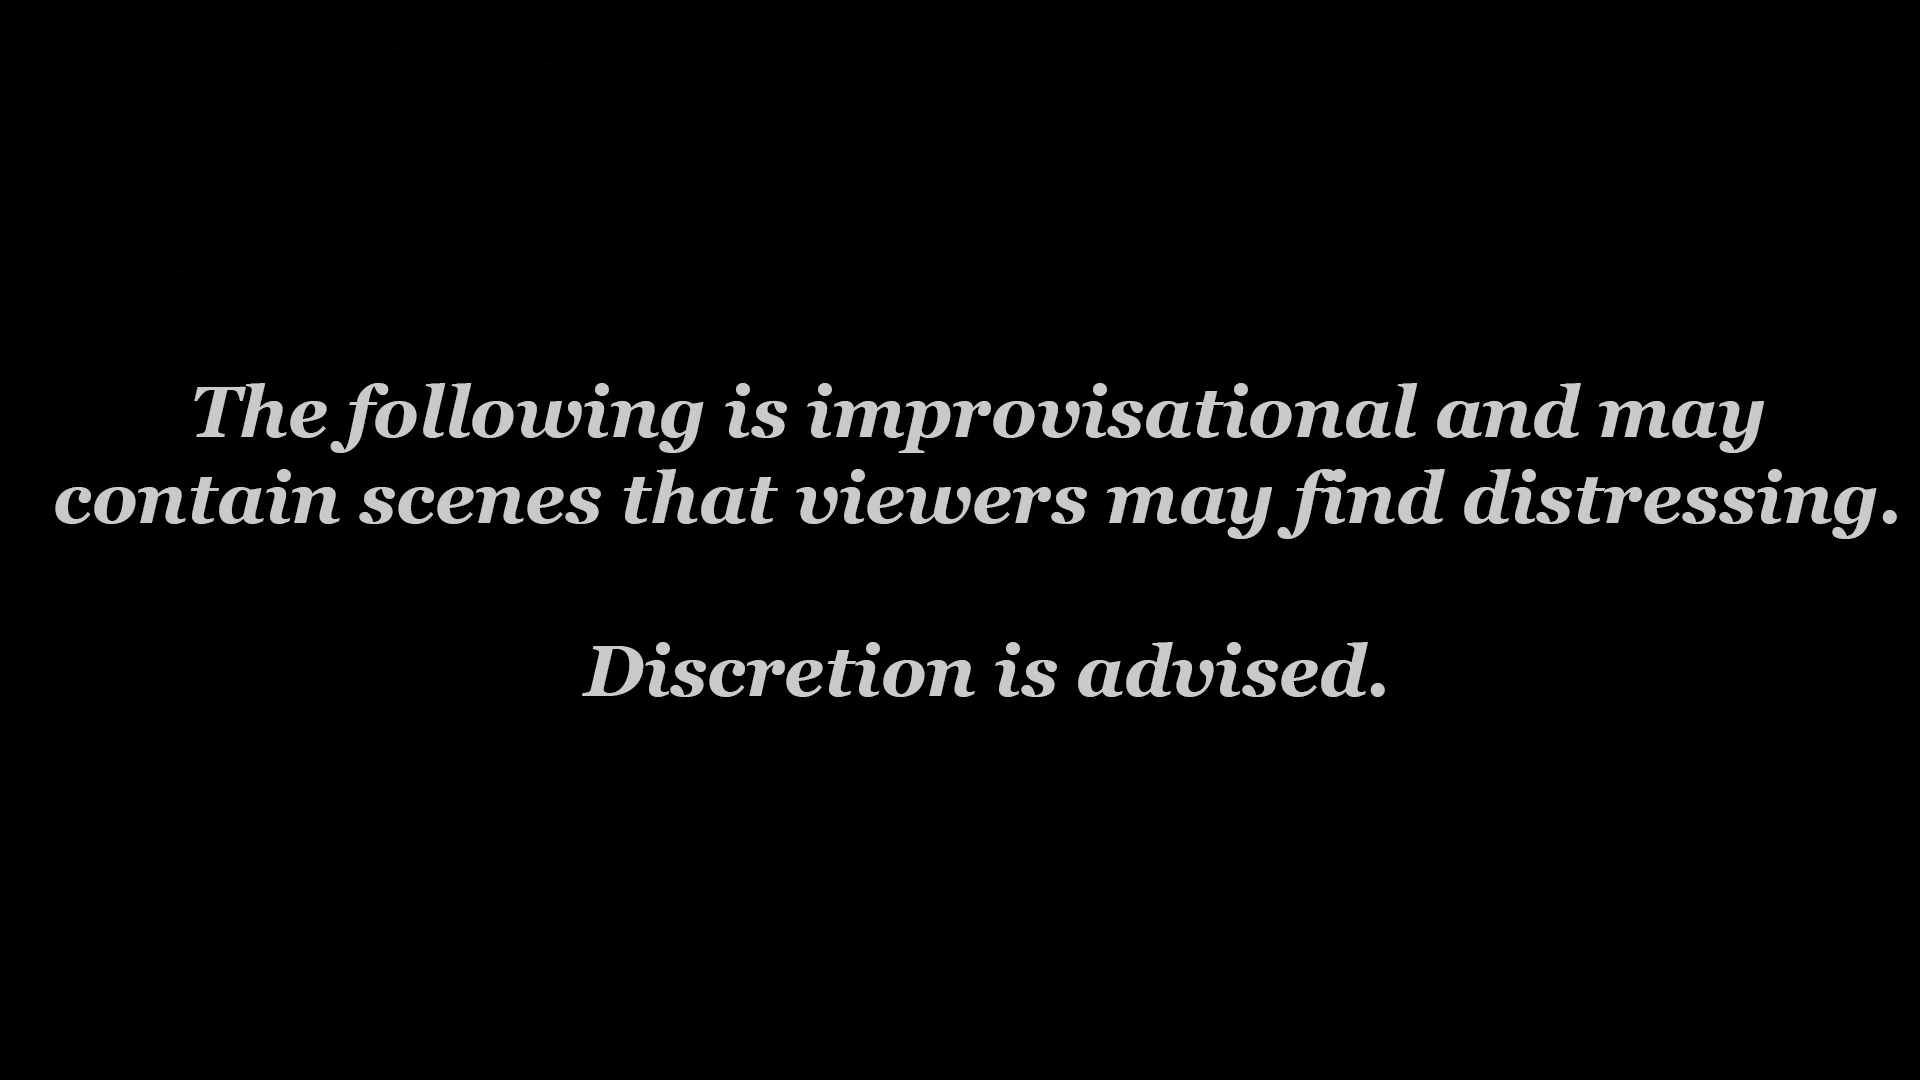 The following is improvisational and may
contain scenes that viewers may find distressing.
Discretion is advised.